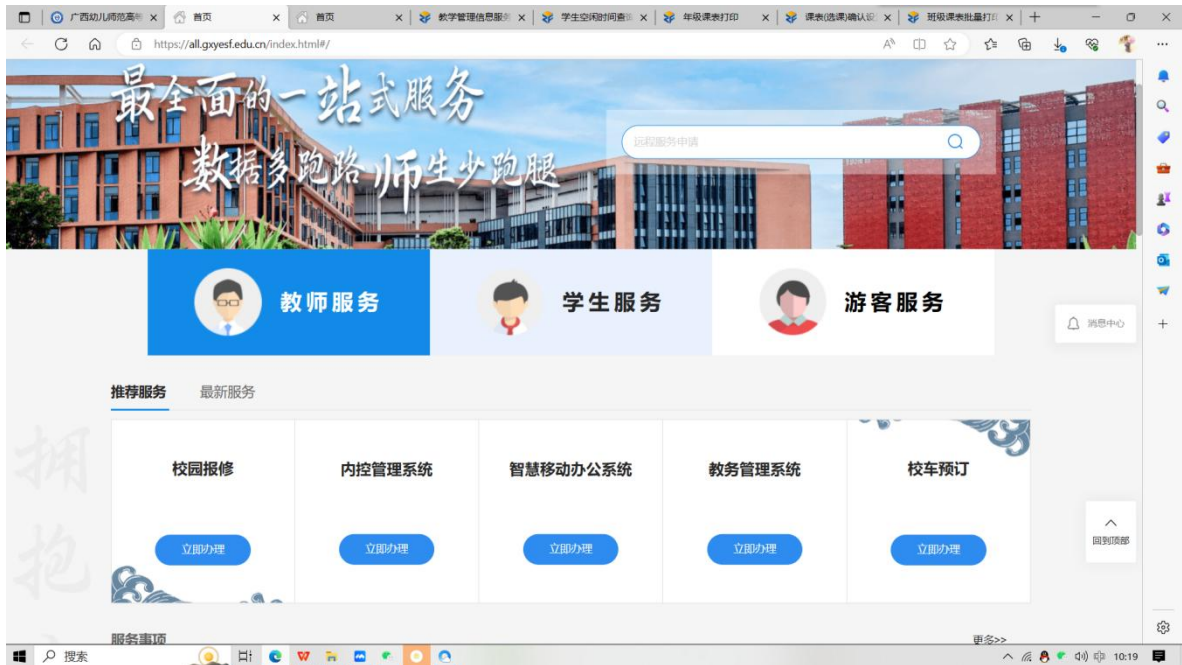 广西幼儿师范高等
首页
首页
教学管理信息服务
学生空闲时间查
年级课表打印
课表(选课)确认设
班级课表批量打印
https://all.gxyesf.edu.cn/index.html#/
最全面的一站式服务
数据多跑路 师生少跑腿
远程服务申请
教师服务
学生服务
游客服务
消息中心
推荐服务
最新服务
拥
抱
校园报修
内控管理系统
智慧移动办公系统
教务管理系统
校车预订
立即办理
立即办理
立即办理
立即办理
立即办理
回到顶部
服务事项
更多>>
搜索
中
10:19